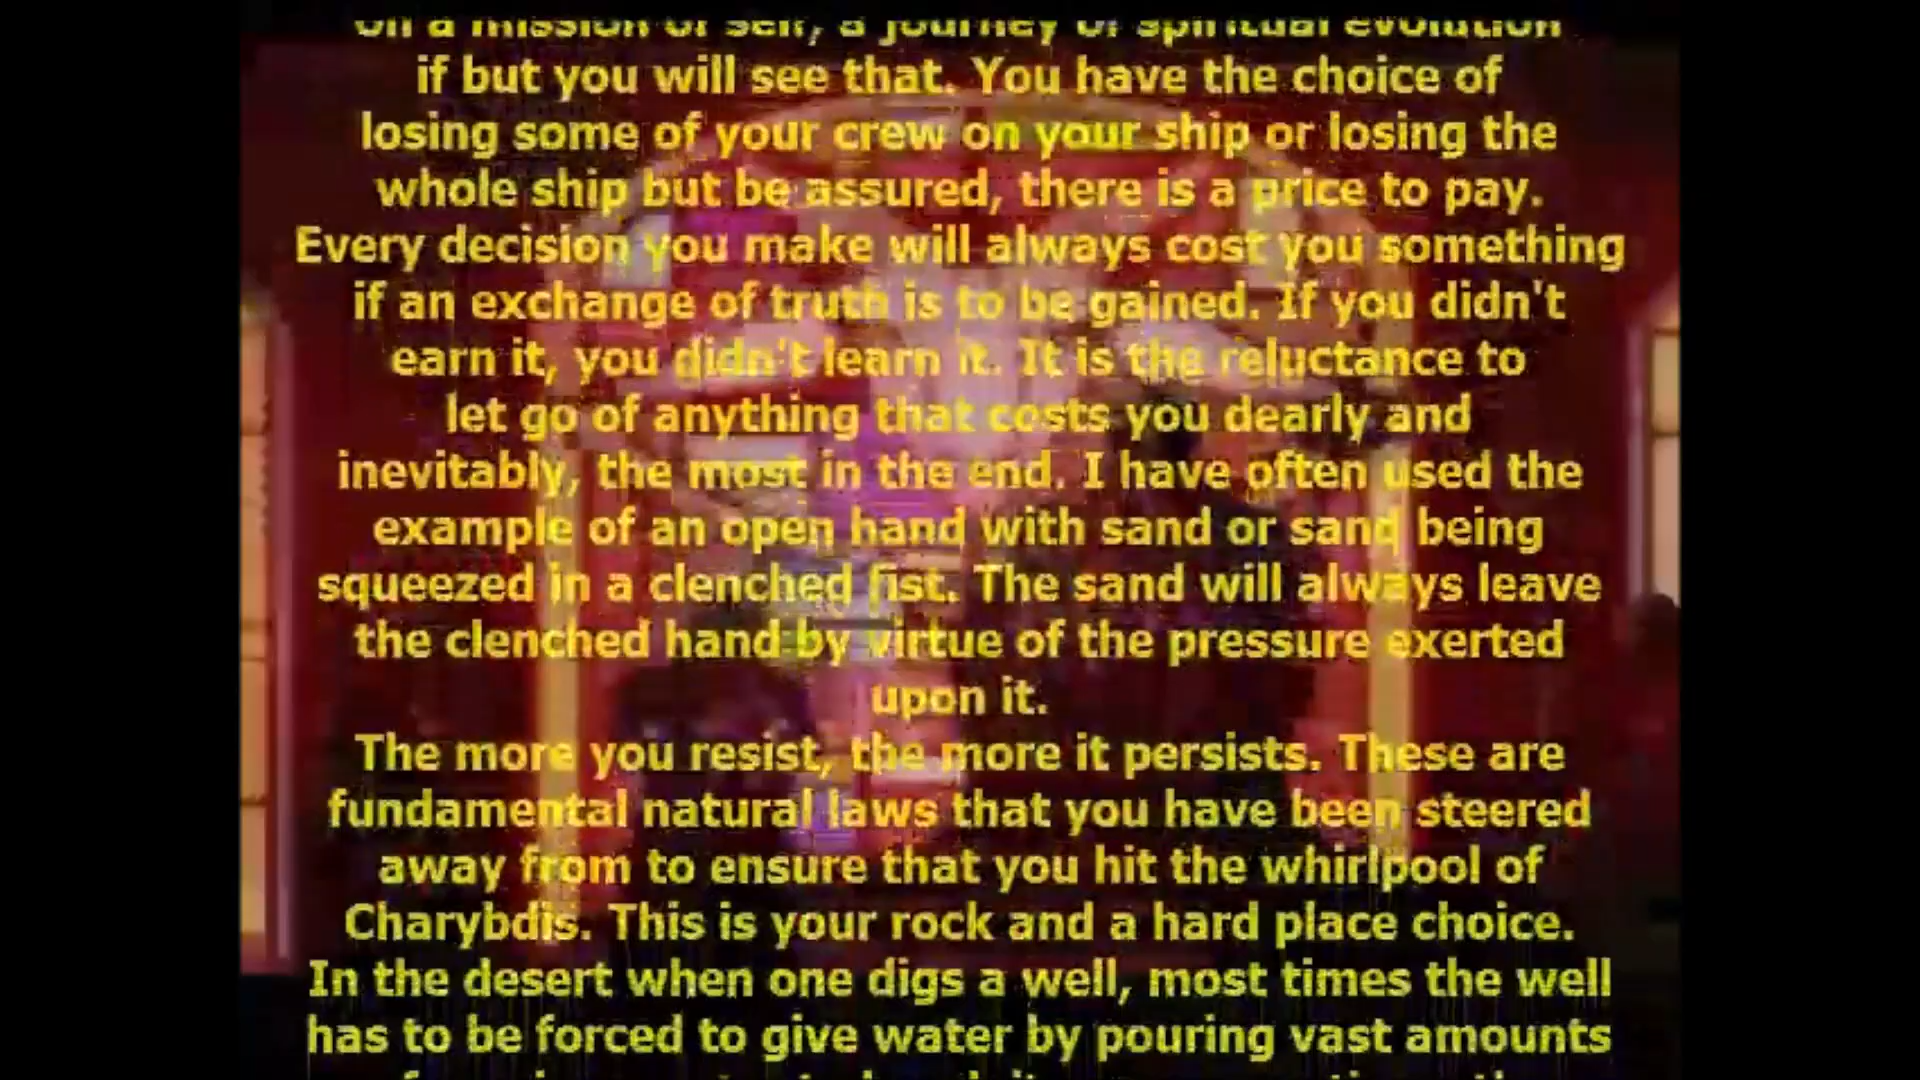 on a mission of self, a journey of spiritual evolution
if but you will see that. You have the choice of
losing some of your crew on your ship or losing the
whole ship but be assured, there is a price to pay.
Every decision you make will always cost you something
if an exchange of truth is to be gained. If you didn't
earn it, you didn't learn it. It is the reluctance to
let go of anything that costs you dearly and
inevitably, the most in the end. I have often used the
example of an open hand with sand or sand being
squeezed in a clenched fist. The sand will always leave
the clenched hand by virtue of the pressure exerted
upon it.
The more you resist, the more it persists. These are
fundamental natural laws that you have been steered
away from to ensure that you hit the whirlpool of
Charybdis. This is your rock and a hard place choice.
In the desert when one digs a well, most times the well
has to be forced to give water by pouring vast amounts